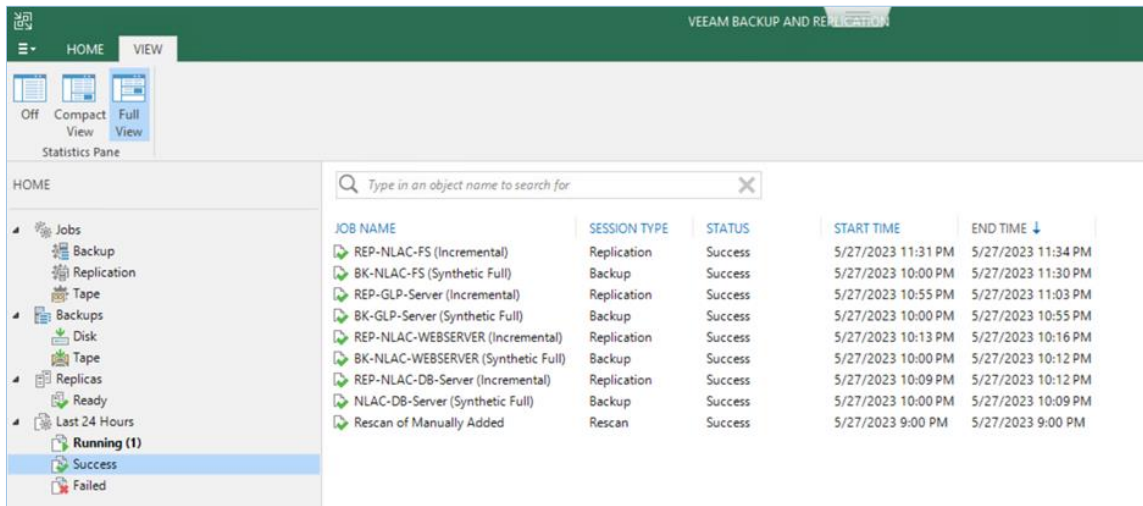 VEEAM BACKUP AND REPLICATION
HOME VIEW
Off Compact View Full View
Statistics Pane
HOME
Jobs
Backup
Replication
Tape
Backups
Disk
Tape
Replicas
Ready
Last 24 Hours
Running (1)
Success
Failed
Type in an object name to search for
JOB NAME SESSION TYPE STATUS START TIME END TIME
REP-NLAC-FS (Incremental) Replication Success 5/27/2023 11:31 PM 5/27/2023 11:34 PM
BK-NLAC-FS (Synthetic Full) Backup Success 5/27/2023 10:00 PM 5/27/2023 11:30 PM
REP-GLP-Server (Incremental) Replication Success 5/27/2023 10:55 PM 5/27/2023 11:03 PM
BK-GLP-Server (Synthetic Full) Backup Success 5/27/2023 10:00 PM 5/27/2023 10:55 PM
REP-NLAC-WEBSERVER (Incremental) Replication Success 5/27/2023 10:13 PM 5/27/2023 10:16 PM
BK-NLAC-WEBSERVER (Synthetic Full) Backup Success 5/27/2023 10:00 PM 5/27/2023 10:12 PM
REP-NLAC-DB-Server (Incremental) Replication Success 5/27/2023 10:09 PM 5/27/2023 10:12 PM
NLAC-DB-Server (Synthetic Full) Backup Success 5/27/2023 10:00 PM 5/27/2023 10:09 PM
Rescan of Manually Added Rescan Success 5/27/2023 9:00 PM 5/27/2023 9:00 PM